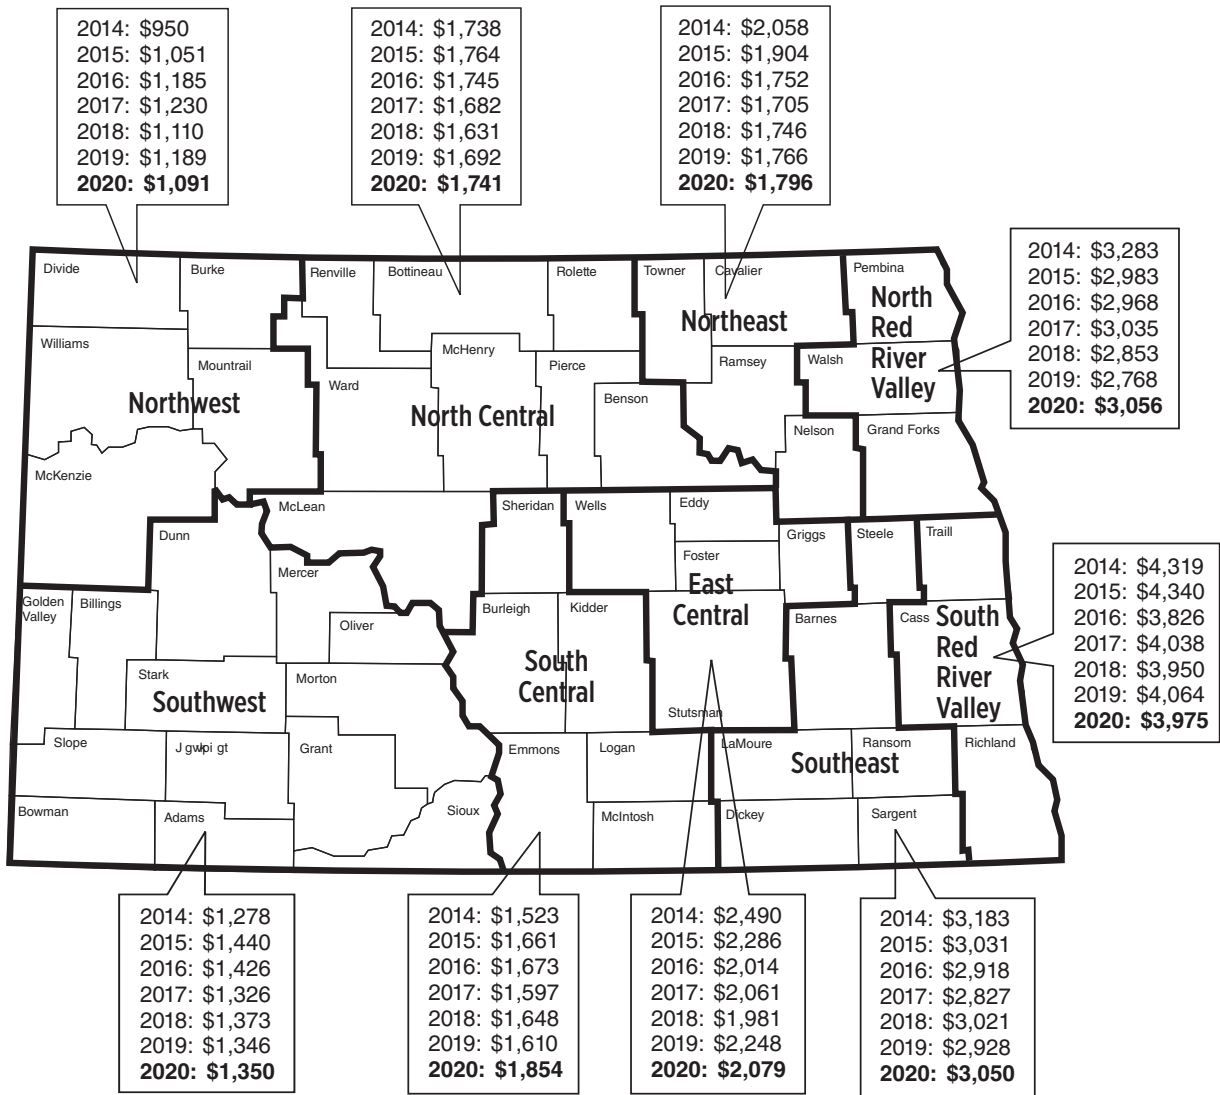 2014: $950
2015: $1,051
2016: $1,185
2017: $1,230
2018: $1,110
2019: $1,189
2020: $1,091
2014: $1,738
2015: $1,764
2016: $1,745
2017: $1,682
2018: $1,631
2019: $1,692
2020: $1,741
2014: $2,058
2015: $1,904
2016: $1,752
2017: $1,705
2018: $1,746
2019: $1,766
2020: $1,796
2014: $3,283
2015: $2,983
2016: $2,968
2017: $3,035
2018: $2,853
2019: $2,768
2020: $3,056
Divide
Burke
Renville
Bottineau
Rolette
Towner
Cavalier
Pembina
North
Red
River
Valley
Northeast
Williams
Mountrail
Northwest
McHenry
Pierce
Ward
North Central
Benson
Ramsey
Walsh
Nelson
Grand Forks
McKenzie
McLean
Sheridan
Wells
Eddy
Dunn
Foster
Griggs
Steele
Traill
Mercer
East
Central
Golden
Valley
Billings
Oliver
Burleigh
Kidder
Barnes
Cass
South
Red
River
Valley
South
Central
Stark
Southwest
Morton
Stutsman
Slope
J gwkpi gt
Grant
Emmons
Logan
LaMoure
Ransom
Southeast
Richland
Bowman
Adams
Sioux
McIntosh
Dickey
Sargent
2014: $4,319
2015: $4,340
2016: $3,826
2017: $4,038
2018: $3,950
2019: $4,064
2020: $3,975
2014: $1,278
2015: $1,440
2016: $1,426
2017: $1,326
2018: $1,373
2019: $1,346
2020: $1,350
2014: $1,523
2015: $1,661
2016: $1,673
2017: $1,597
2018: $1,648
2019: $1,610
2020: $1,854
2014: $2,490
2015: $2,286
2016: $2,014
2017: $2,061
2018: $1,981
2019: $2,248
2020: $2,079
2014: $3,183
2015: $3,031
2016: $2,918
2017: $2,827
2018: $3,021
2019: $2,928
2020: $3,050